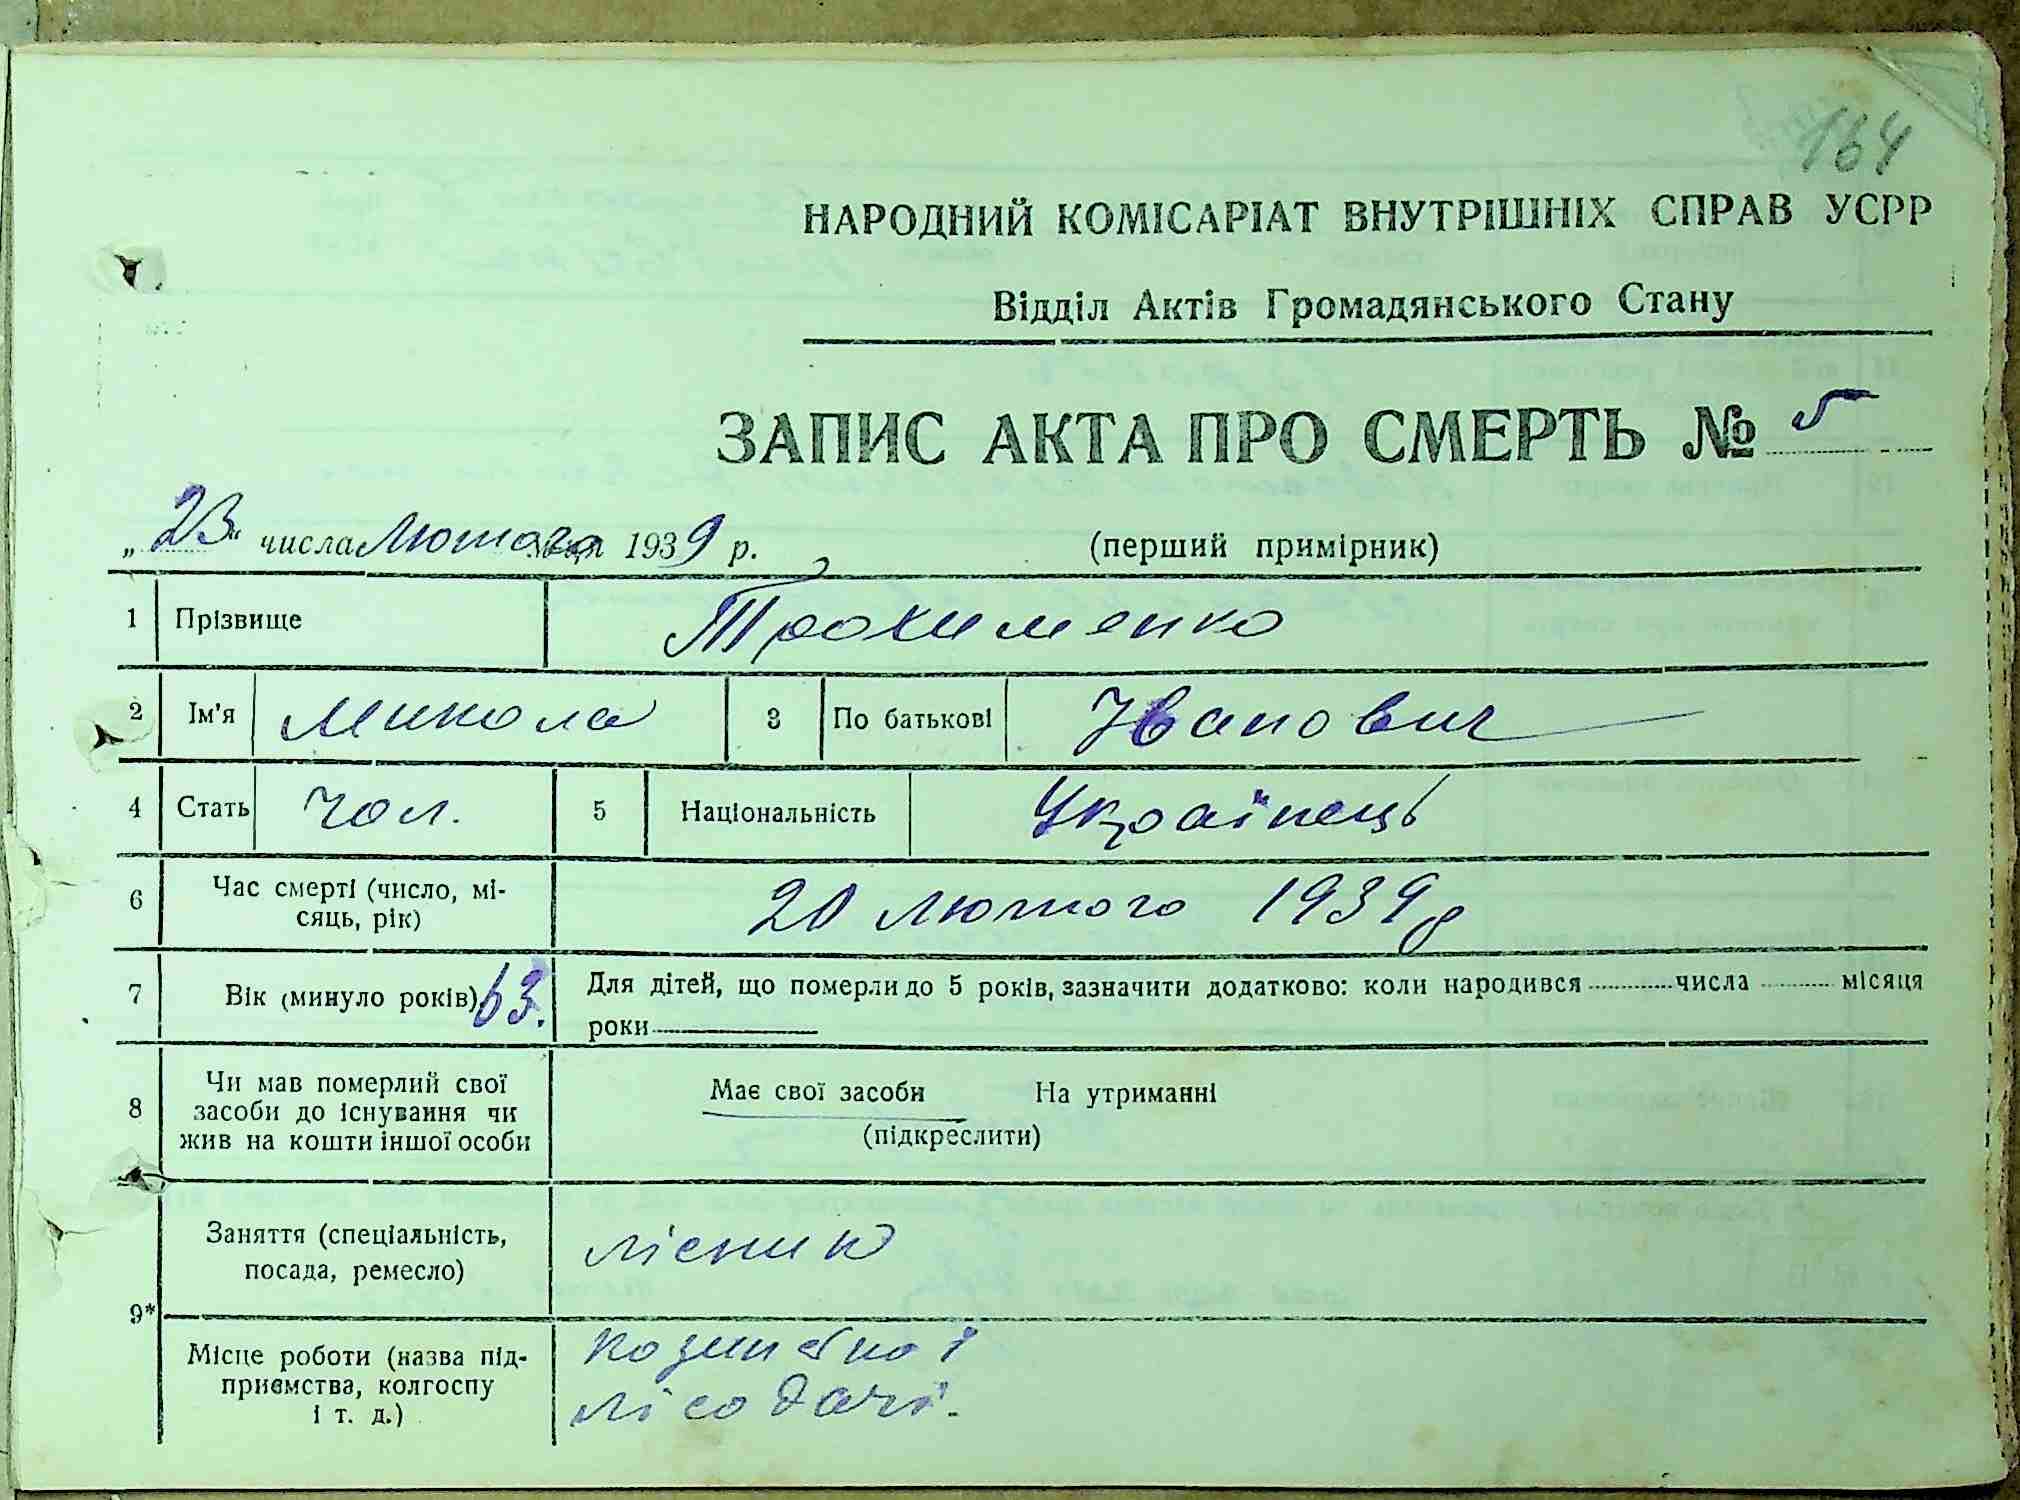 164
НАРОДНИЙ КОМІСАРІАТ ВНУТРІШНІХ СПРАВ УСРР
Відділ Актів Громадянського Стану
ЗАПИС АКТА ПРО СМЕРТЬ № 5
„23“ числа Лютого 1939 р. (перший примірник)
1 Прізвище Трохименко
2 Ім'я Микола 3 По батькові Іванович
4 Стать Чол. 5 Національність Українець
6 Час смерті (число, мі-
сяць, рік) 20 Лютого 1939 р
7 Вік (минуло років) 63. Для дітей, що померли до 5 років, зазначити додатково: коли народився числа місяця
роки
8 Чи мав померлий свої
засоби до існування чи
жив на кошти іншої особи
Має свої засоби На утриманні
(підкреслити)
Заняття (спеціальність,
посада, ремесло) лісник
9*
Місце роботи (назва під-
приємства, колгоспу
і т. д.)
лісодачі.